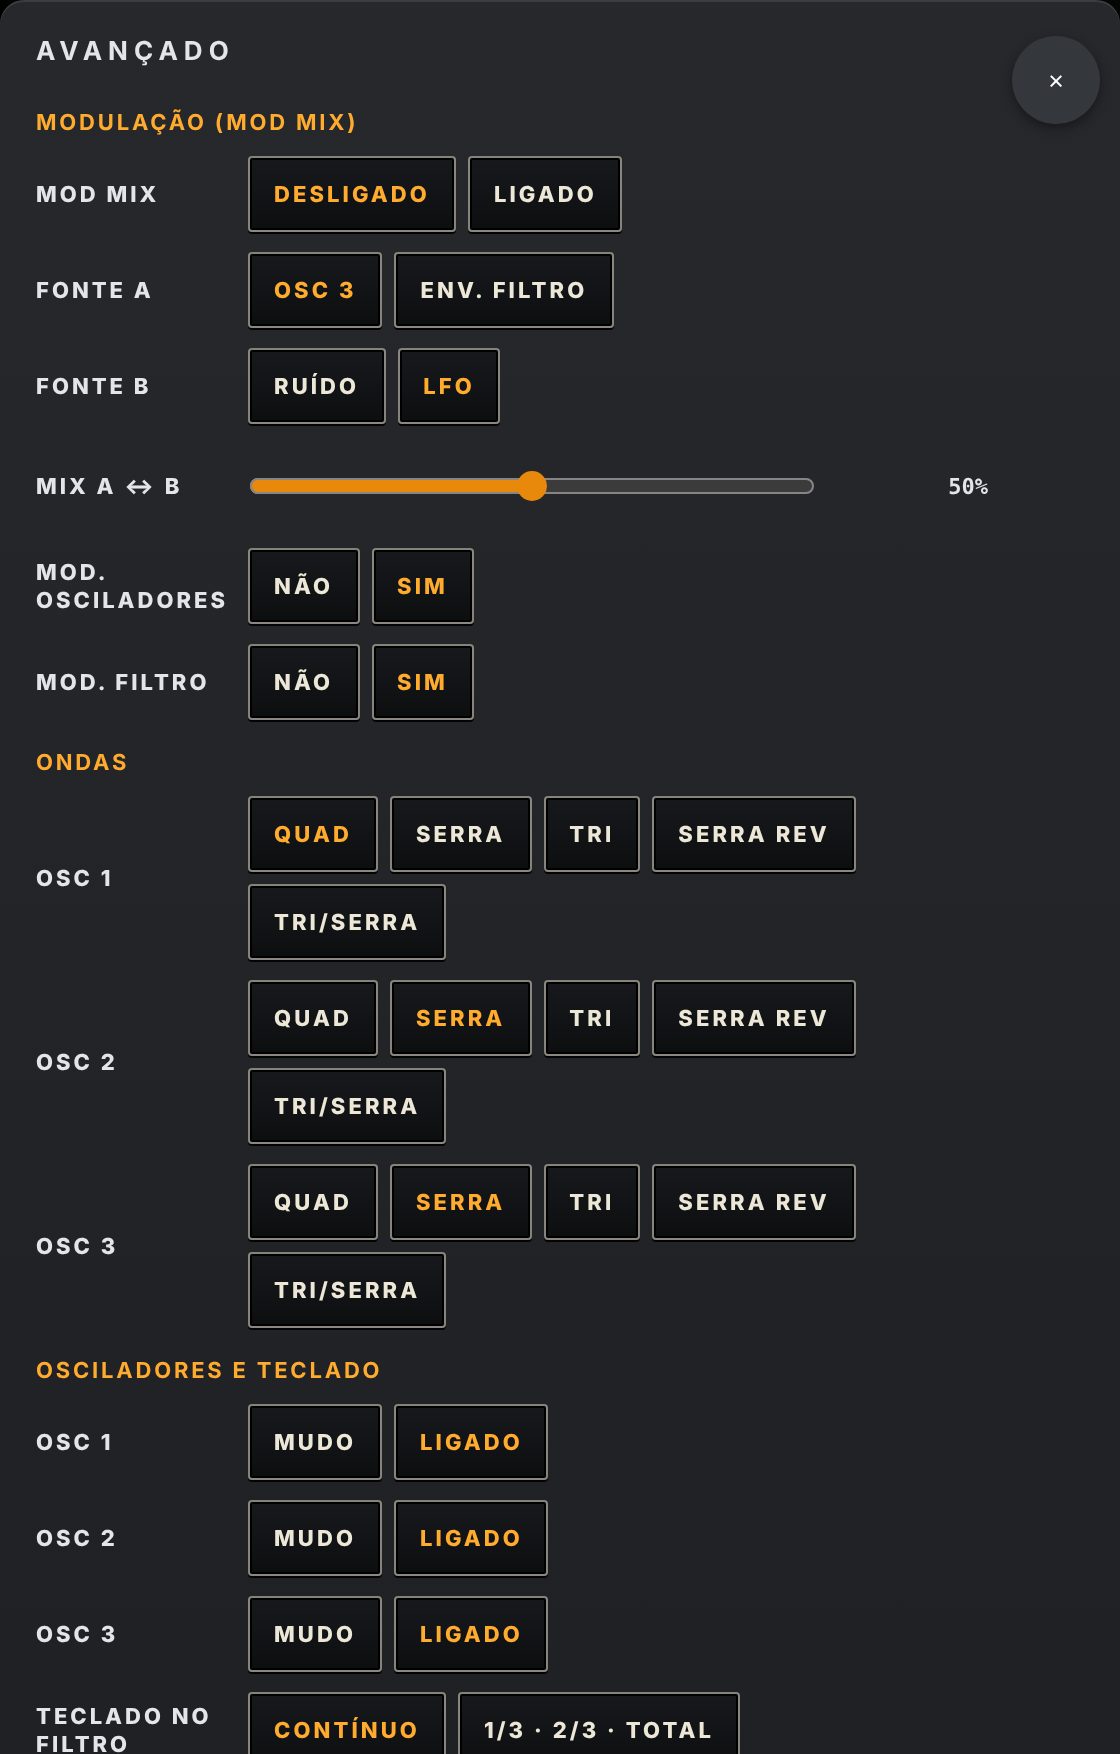 AVANÇADO
×
MODULAÇÃO (MOD MIX)
MOD MIX DESLIGADO LIGADO
FONTE A OSC 3 ENV. FILTRO
FONTE B RUÍDO LFO
MIX A ↔ B 50%
MOD. OSCILADORES NÃO SIM
MOD. FILTRO NÃO SIM
ONDAS
OSC 1 QUAD SERRA TRI SERRA REV
TRI/SERRA
OSC 2 QUAD SERRA TRI SERRA REV
TRI/SERRA
OSC 3 QUAD SERRA TRI SERRA REV
TRI/SERRA
OSCILADORES E TECLADO
OSC 1 MUDO LIGADO
OSC 2 MUDO LIGADO
OSC 3 MUDO LIGADO
TECLADO NO FILTRO CONTÍNUO 1/3 · 2/3 · TOTAL